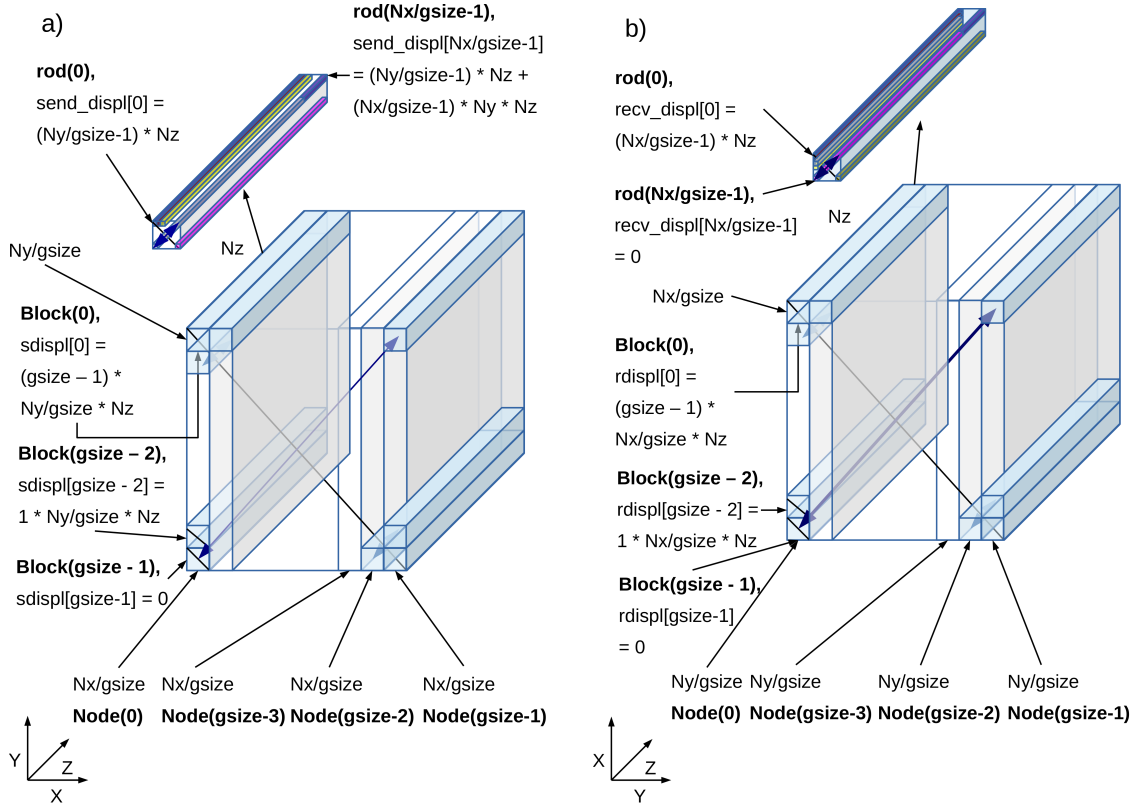 a)
rod(0),
send_displ[0] =
(Ny/gsize-1) * Nz
rod(Nx/gsize-1),
send_displ[Nx/gsize-1]
= (Ny/gsize-1) * Nz +
(Nx/gsize-1) * Ny * Nz
Nz
Ny/gsize
Block(0),
sdispl[0] =
(gsize – 1) *
Ny/gsize * Nz
Block(gsize – 2),
sdispl[gsize - 2] =
1 * Ny/gsize * Nz
Block(gsize - 1),
sdispl[gsize-1] = 0
Nx/gsize Nx/gsize Nx/gsize Nx/gsize
Node(0) Node(gsize-3) Node(gsize-2) Node(gsize-1)
Y
Z
X
b)
rod(0),
recv_displ[0] =
(Nx/gsize-1) * Nz
rod(Nx/gsize-1),
recv_displ[Nx/gsize-1]
= 0
Nz
Nx/gsize
Block(0),
rdispl[0] =
(gsize – 1) *
Nx/gsize * Nz
Block(gsize – 2),
rdispl[gsize - 2] =
1 * Nx/gsize * Nz
Block(gsize - 1),
rdispl[gsize-1]
= 0
Ny/gsize Ny/gsize Ny/gsize Ny/gsize
Node(0) Node(gsize-3) Node(gsize-2) Node(gsize-1)
X
Z
Y